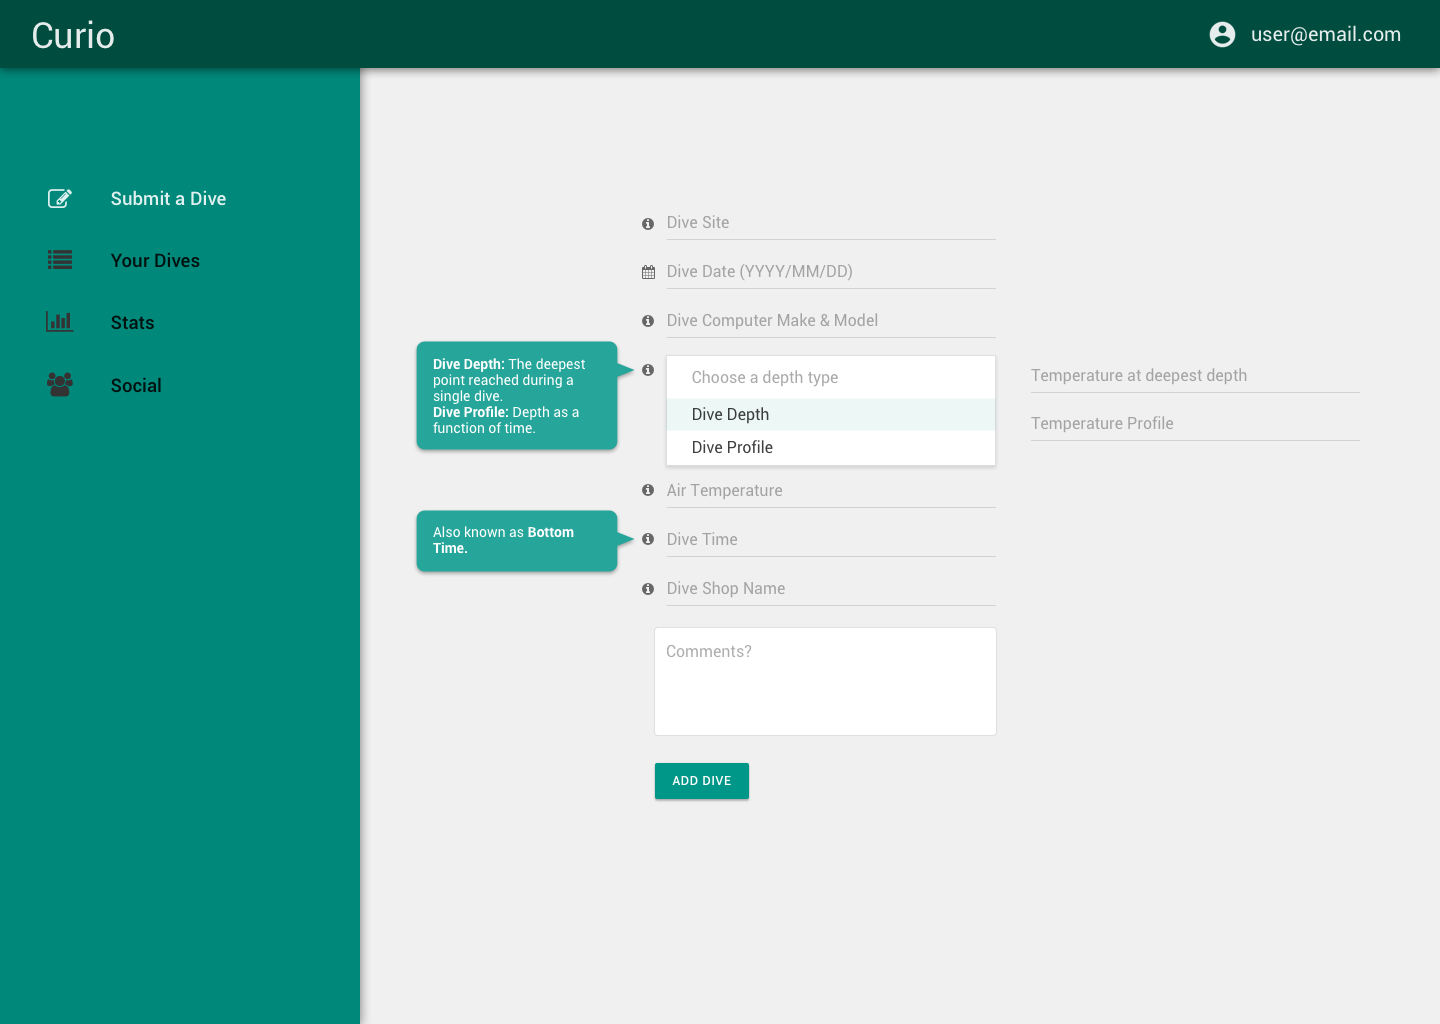 Curio
user@email.com
Submit a Dive
Your Dives
Stats
Social
Dive Site
Dive Date (YYYY/MM/DD)
Dive Computer Make & Model
Dive Depth: The deepest
point reached during a
single dive.
Dive Profile: Depth as a
function of time.
Choose a depth type
Dive Depth
Dive Profile
Temperature at deepest depth
Temperature Profile
Air Temperature
Also known as Bottom
Time.
Dive Time
Dive Shop Name
Comments?
ADD DIVE